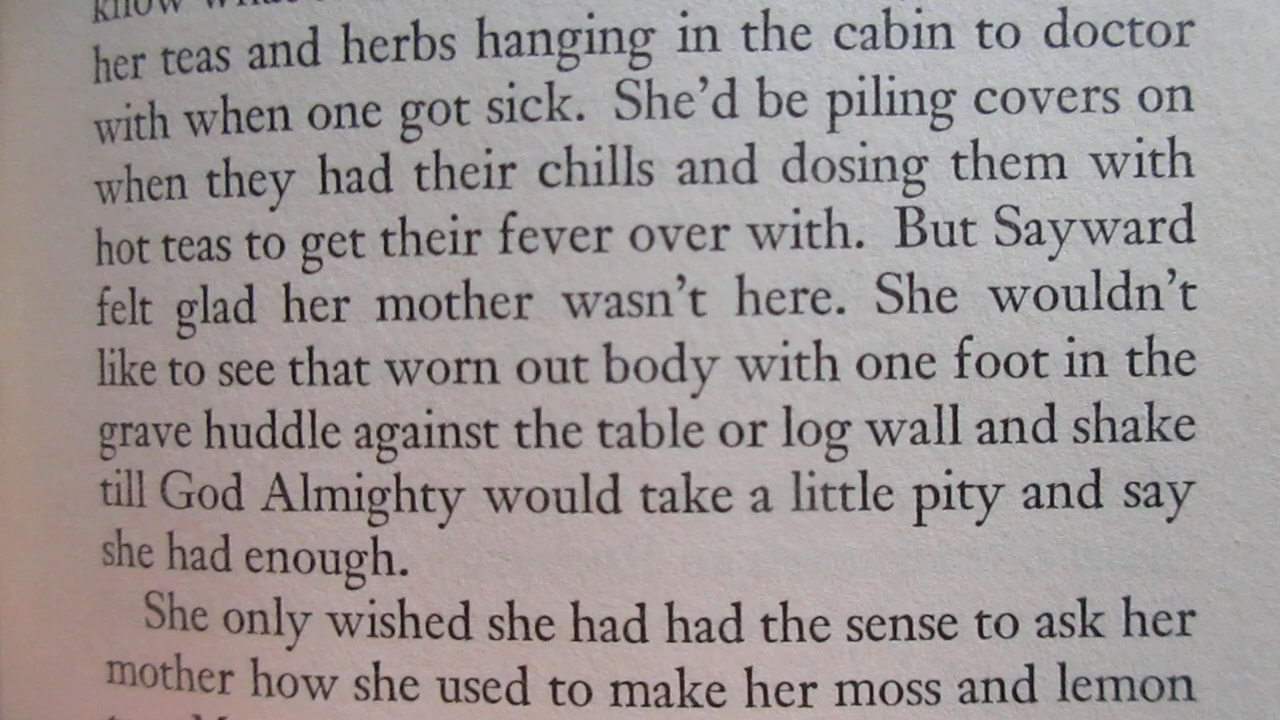 know
her teas and herbs hanging in the cabin to doctor
with when one got sick. She'd be piling covers on
when they had their chills and dosing them with
hot teas to get their fever over with. But Sayward
felt glad her mother wasn't here. She wouldn't
like to see that worn out body with one foot in the
grave huddle against the table or log wall and shake
till God Almighty would take a little pity and say
she had enough.
She only wished she had had the sense to ask her
mother how she used to make her moss and lemon